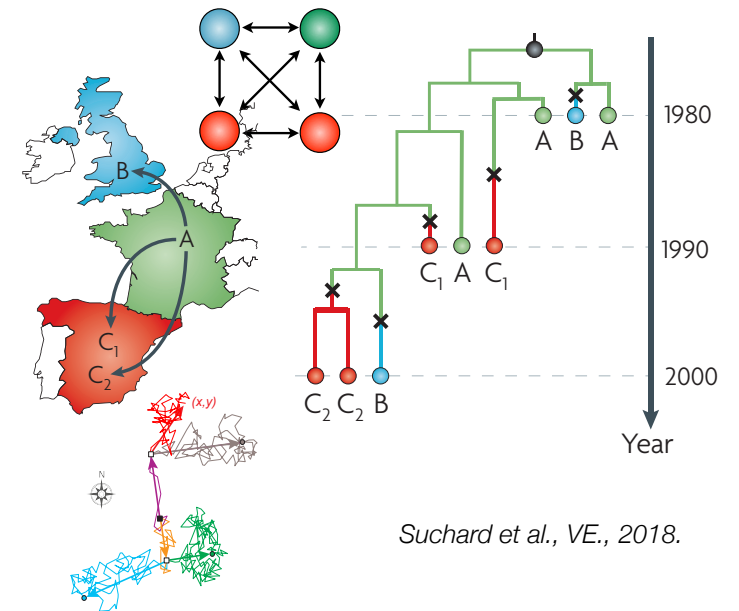 B
A
C1
C2
(x,y)
N
1980
A B A
1990
C1 A C1
2000
C2 C2 B
Year
Suchard et al., VE., 2018.